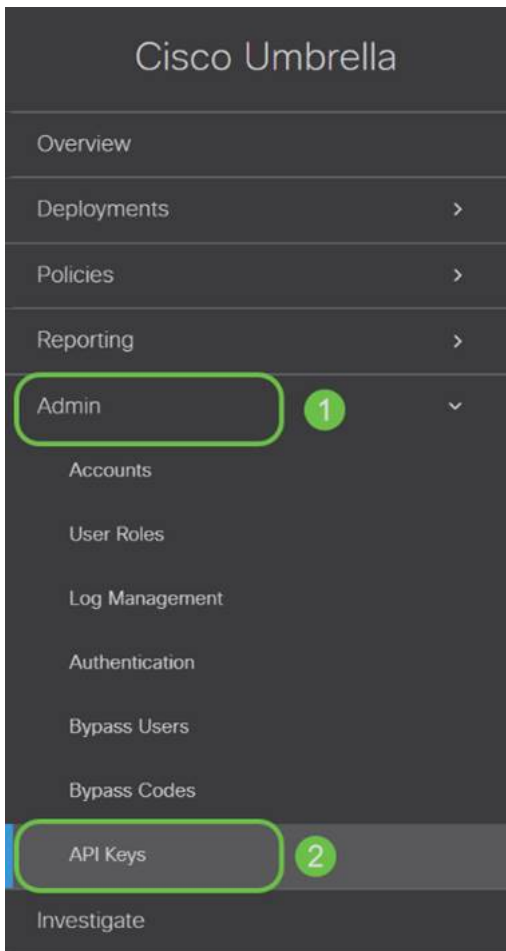 Cisco Umbrella
Overview
Deployments
Policies
Reporting
Admin 1
Accounts
User Roles
Log Management
Authentication
Bypass Users
Bypass Codes
API Keys 2
Investigate